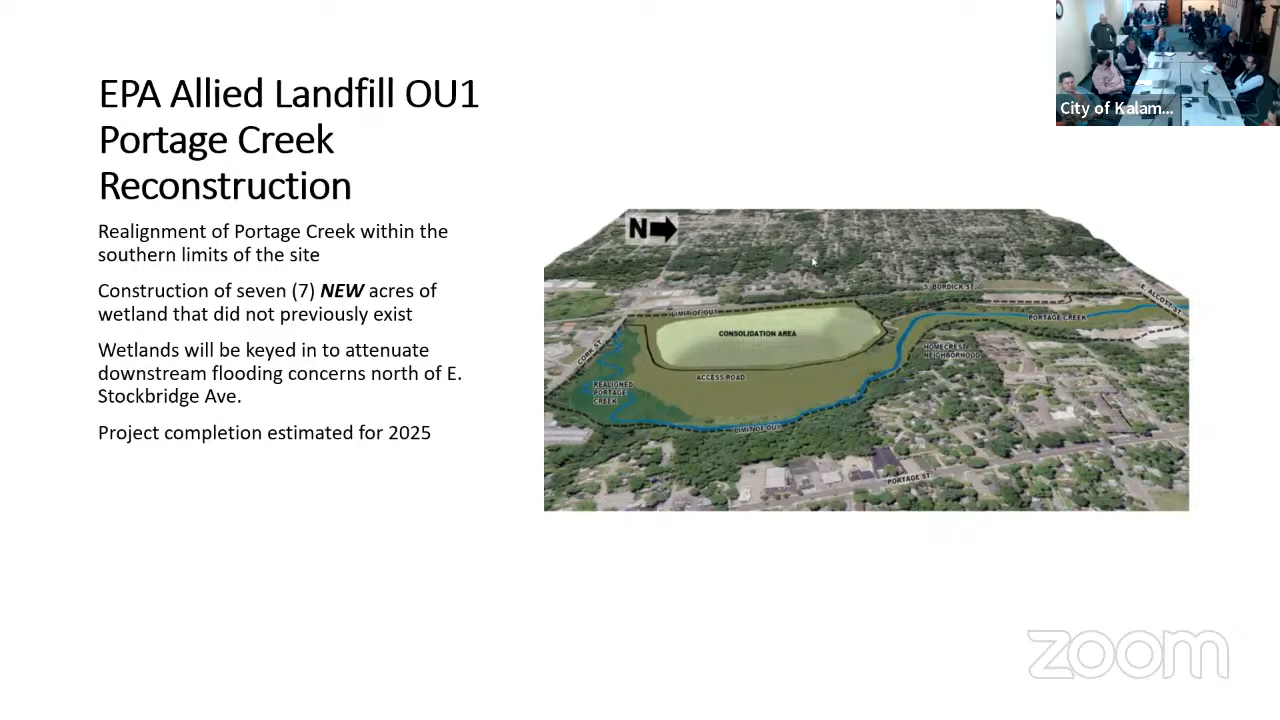 EPA Allied Landfill OU1
Portage Creek
Reconstruction
Realignment of Portage Creek within the
southern limits of the site
Construction of seven (7) NEW acres of
wetland that did not previously exist
Wetlands will be keyed in to attenuate
downstream flooding concerns north of E.
Stockbridge Ave.
Project completion estimated for 2025
City of Kalam...
N
S. BURDICK ST.
E. ALCOTT ST.
LIMIT OF OU1
PORTAGE CREEK
CONSOLIDATION AREA
CORK ST.
HOMECREST
NEIGHBORHOOD
ACCESS ROAD
REALIGNED
PORTAGE
CREEK
LIMIT OF OU1
PORTAGE ST.
zoom